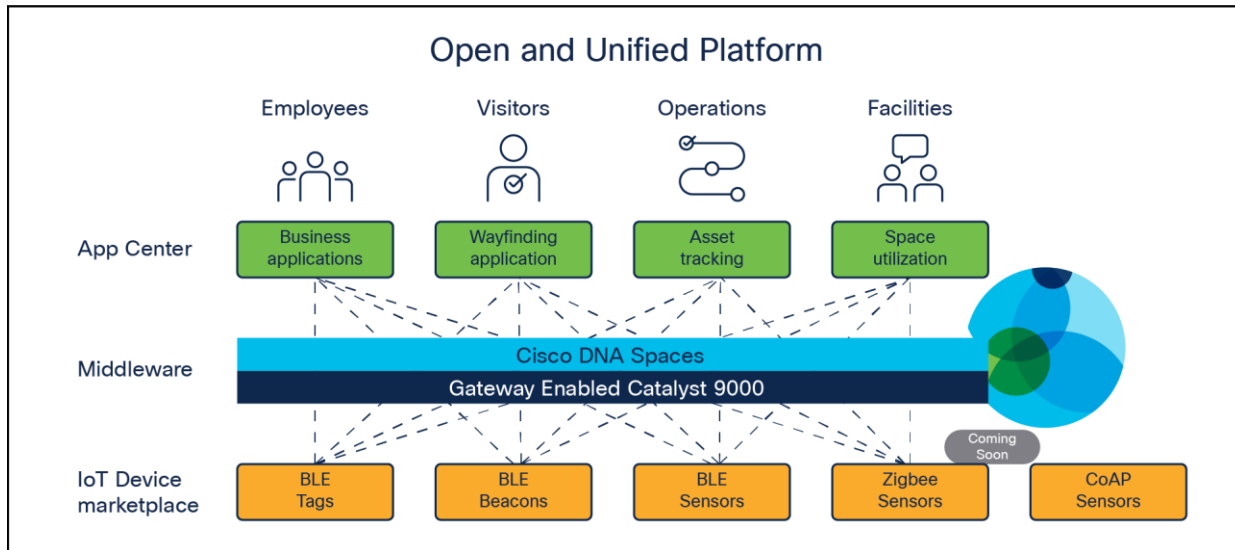 Open and Unified Platform
Employees
Visitors
Operations
Facilities
App Center
Business
applications
Wayfinding
application
Asset
tracking
Space
utilization
Middleware
Cisco DNA Spaces
Gateway Enabled Catalyst 9000
Coming
Soon
IoT Device
marketplace
BLE
Tags
BLE
Beacons
BLE
Sensors
Zigbee
Sensors
CoAP
Sensors